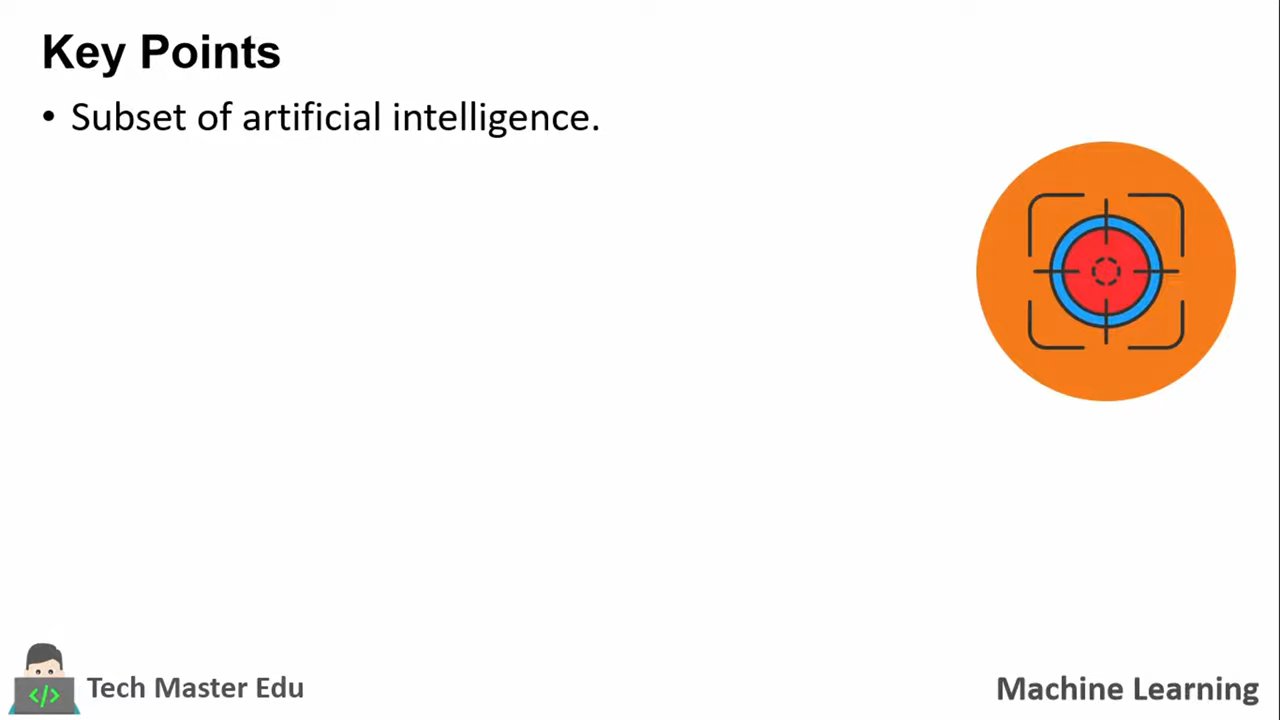 Key Points
• Subset of artificial intelligence.
</>
Tech Master Edu
Machine Learning